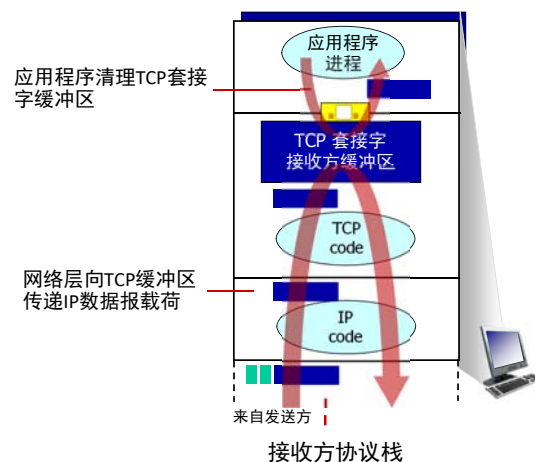 应用程序
进程
应用程序清理TCP套接
字缓冲区
TCP 套接字
接收方缓冲区
TCP
code
网络层向TCP缓冲区
传递IP数据报载荷
IP
code
来自发送方
接收方协议栈